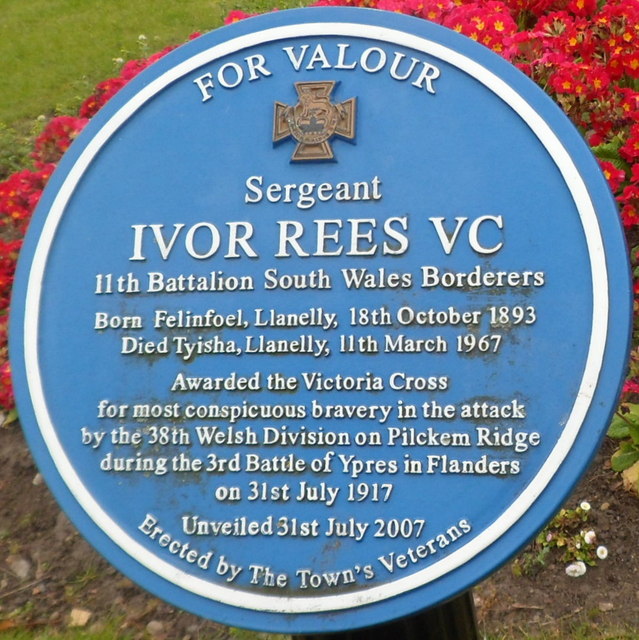 FOR VALOUR
Sergeant
IVOR REES VC
11th Battalion South Wales Borderers
Born Felinfoel, Llanelly, 18th October 1893
Died Tyisha, Llanelly, 11th March 1967
Awarded the Victoria Cross
for most conspicuous bravery in the attack
by the 38th Welsh Division on Pilckem Ridge
during the 3rd Battle of Ypres in Flanders
on 31st July 1917
Unveiled 31st July 2007
Erected by The Town's Veterans